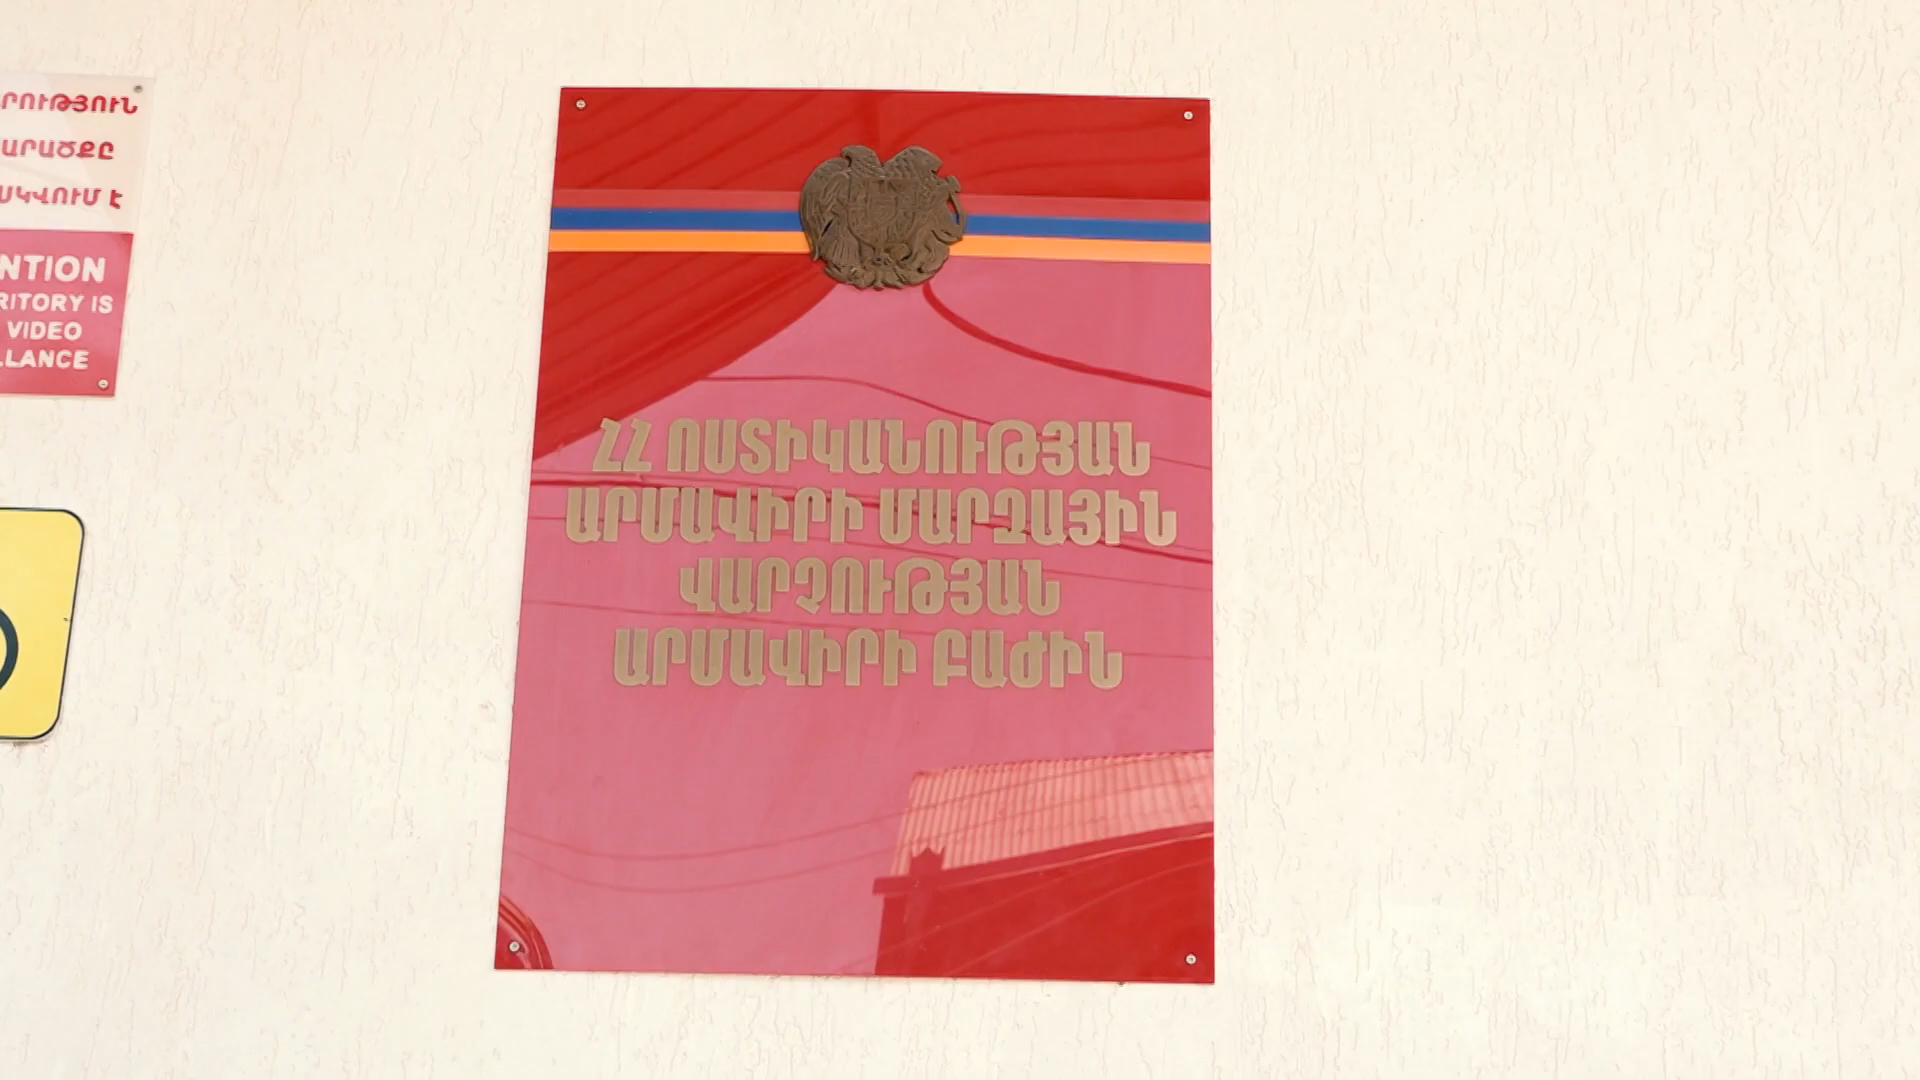 ՐՈՒԹՅՈՒՆ
ԱՐԱԾՔԸ
ՍԿՎՈՒՄ Է
NTION
RITORY IS
VIDEO
LLANCE
ՀՀ ՈՍՏԻԿԱՆՈՒԹՅԱՆ
ԱՐՄԱՎԻՐԻ ՄԱՐԶԱՅԻՆ
ՎԱՐՉՈՒԹՅԱՆ
ԱՐՄԱՎԻՐԻ ԲԱԺԻՆ